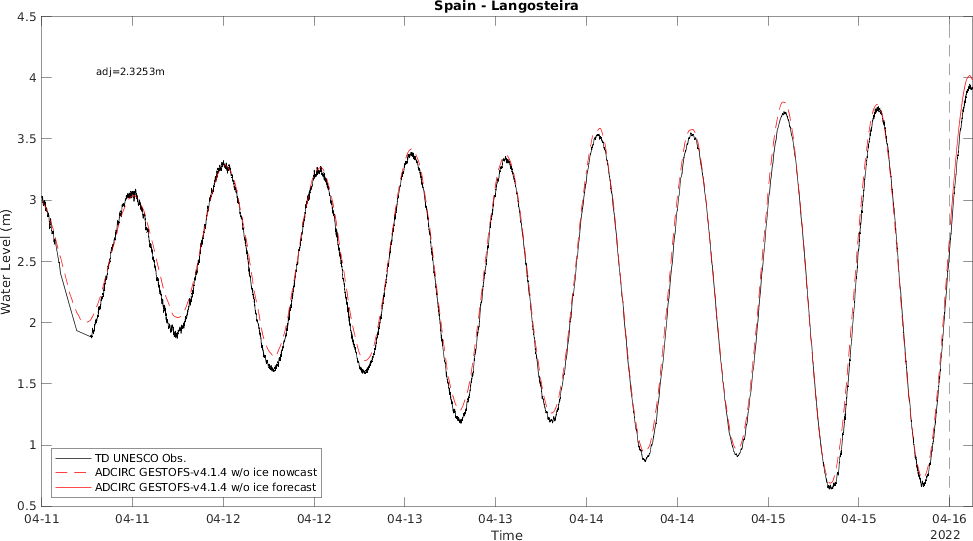 Spain - Langosteira
4.5
4
3.5
3
2.5
2
1.5
1
0.5
Water Level (m)
adj=2.3253m
TD UNESCO Obs.
ADCIRC GESTOFS-v4.1.4 w/o ice nowcast
ADCIRC GESTOFS-v4.1.4 w/o ice forecast
04-11 04-11 04-12 04-12 04-13 04-13 04-14 04-14 04-15 04-15 04-16
Time
2022